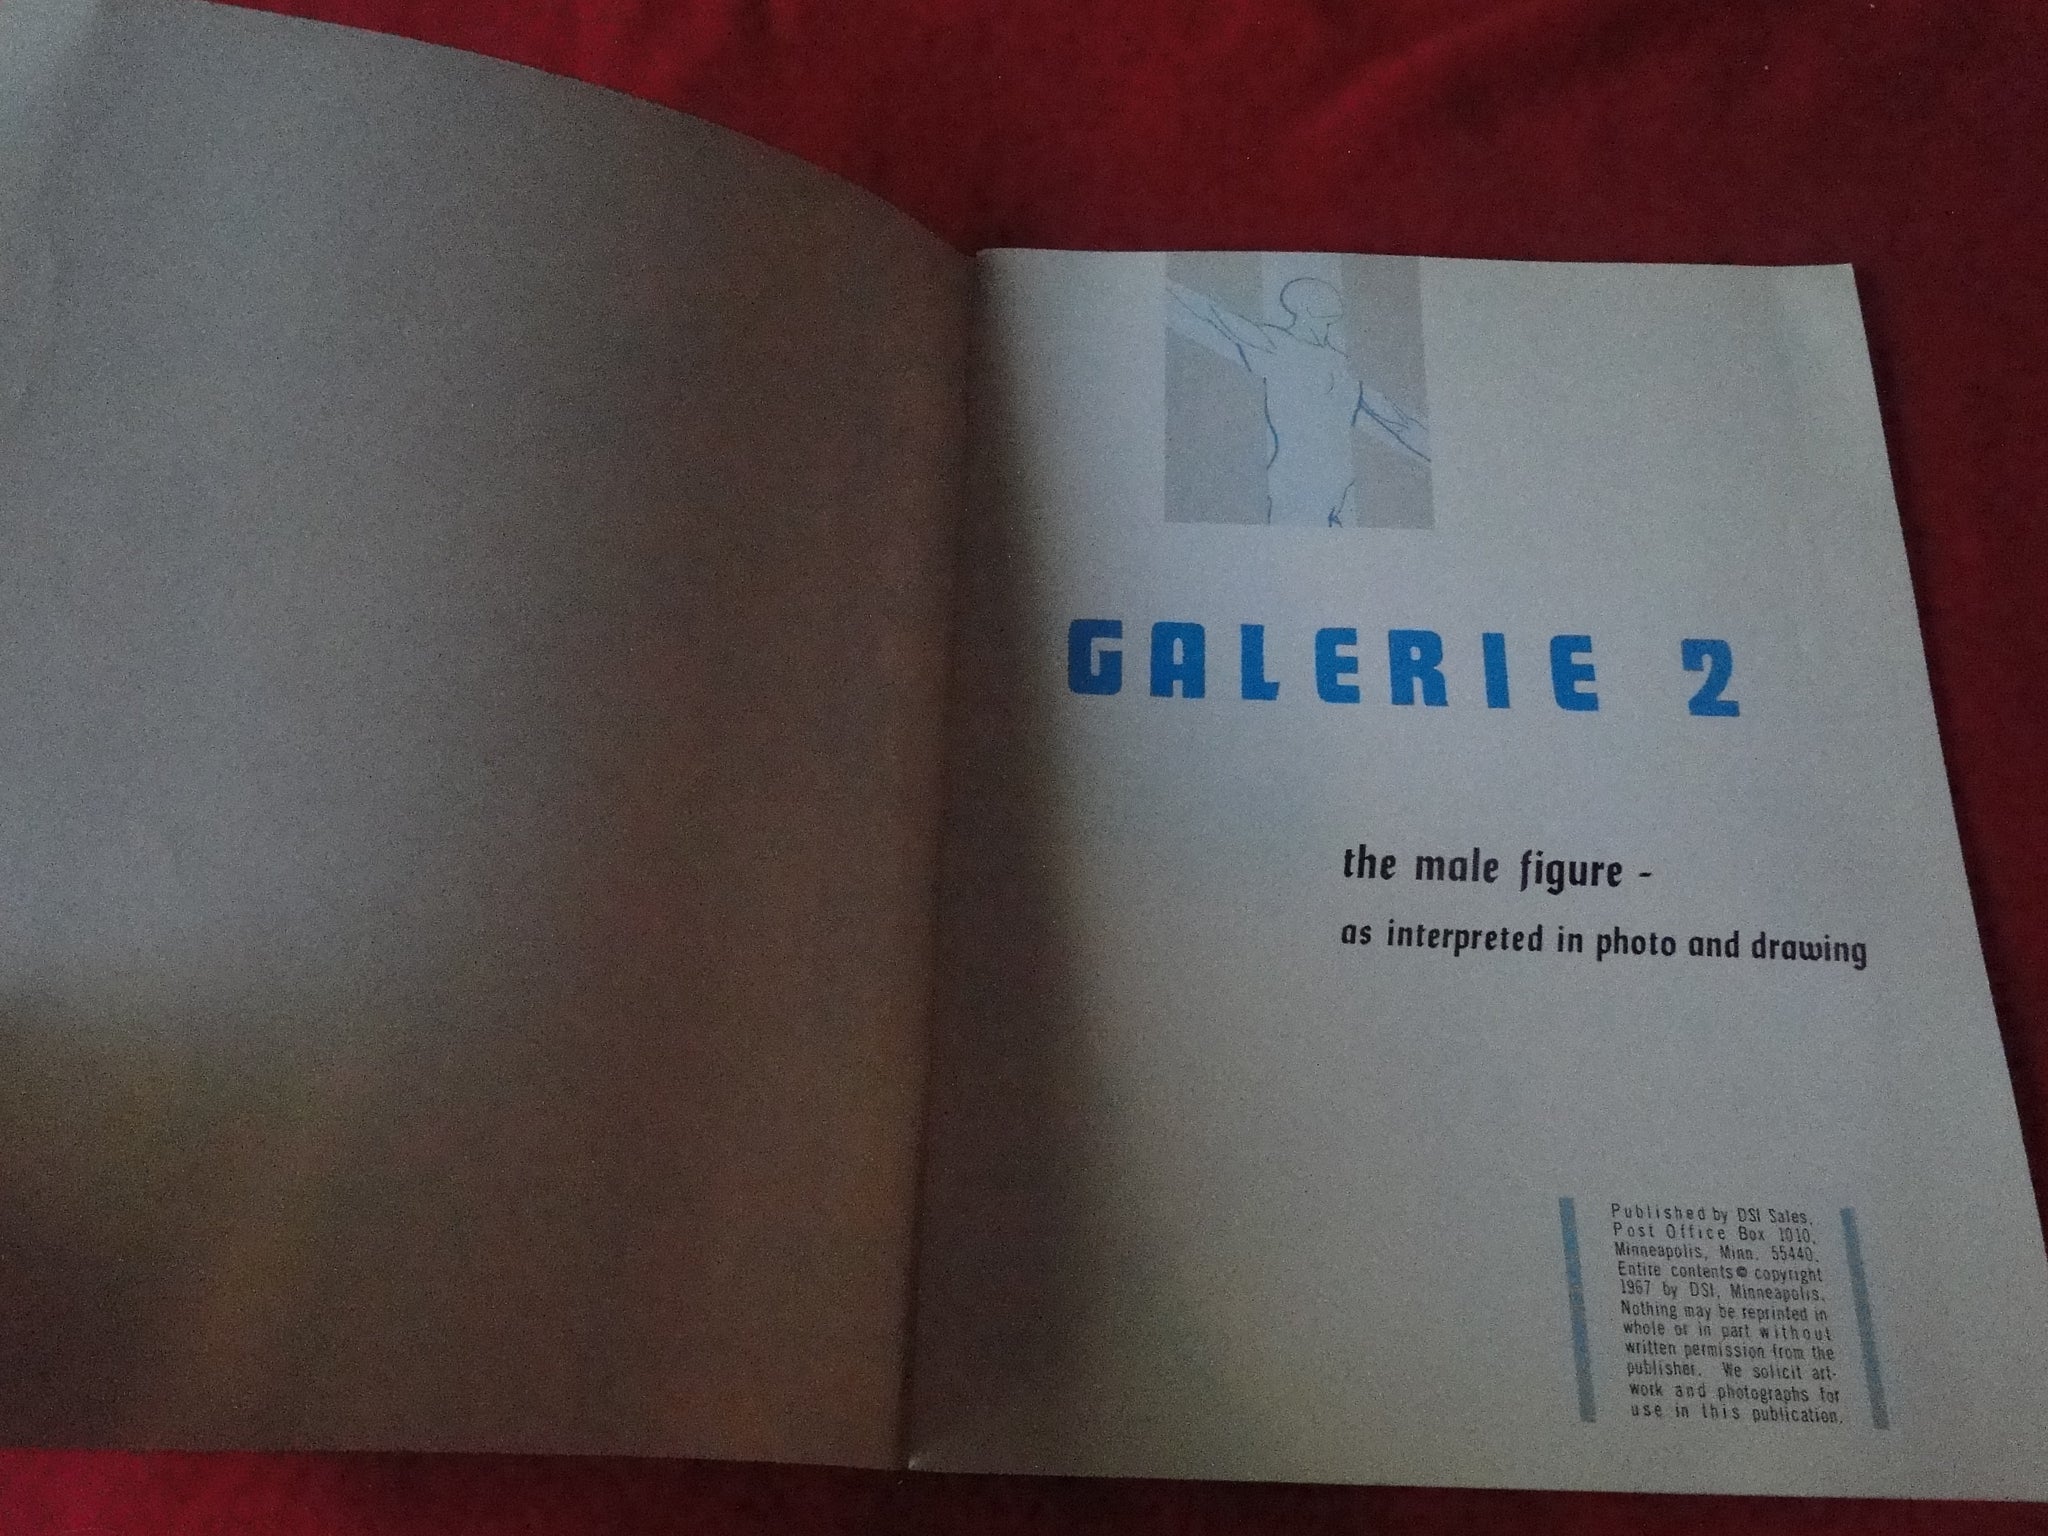 GALERIE 2
the male figure -
as interpreted in photo and drawing
Published by DSI Sales,
Post Office Box 1010,
Minneapolis, Minn. 55440.
Entire contents © copyright
1967 by DSI, Minneapolis.
Nothing may be reprinted in
whole or in part without
written permission from the
publisher. We solicit art-
work and photographs for
use in this publication.